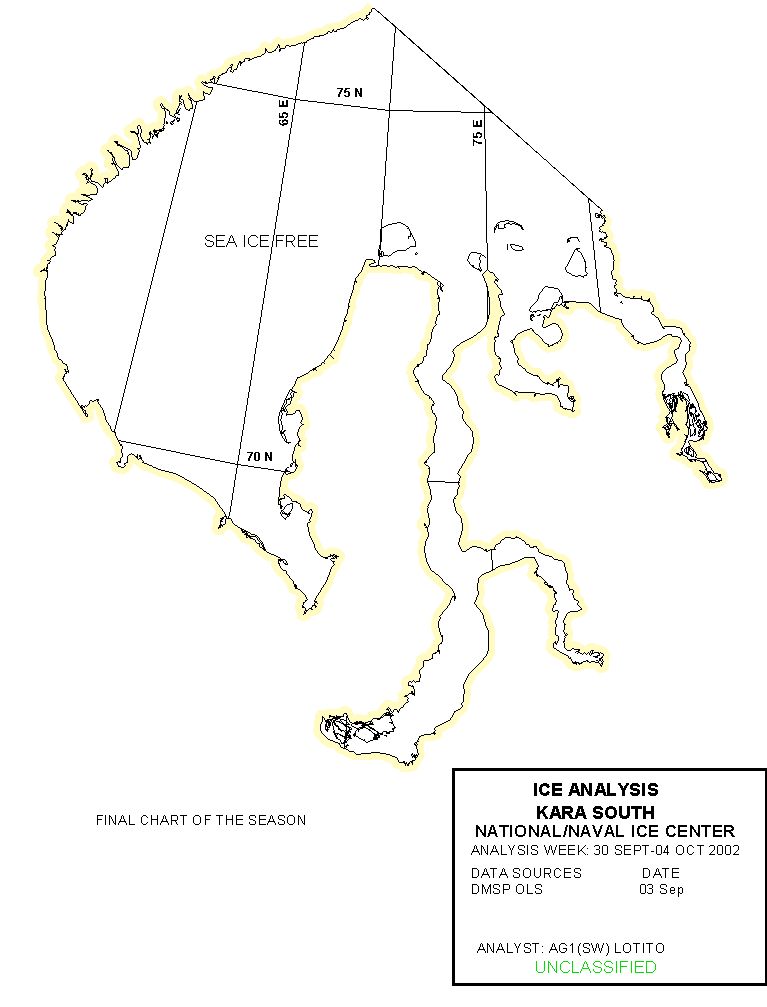 75 N
65 E
75 E
SEA ICE FREE
70 N
FINAL CHART OF THE SEASON
ICE ANALYSIS
KARA SOUTH
NATIONAL/NAVAL ICE CENTER
ANALYSIS WEEK: 30 SEPT-04 OCT 2002
DATA SOURCES DATE
DMSP OLS 03 Sep
ANALYST: AG1(SW) LOTITO
UNCLASSIFIED